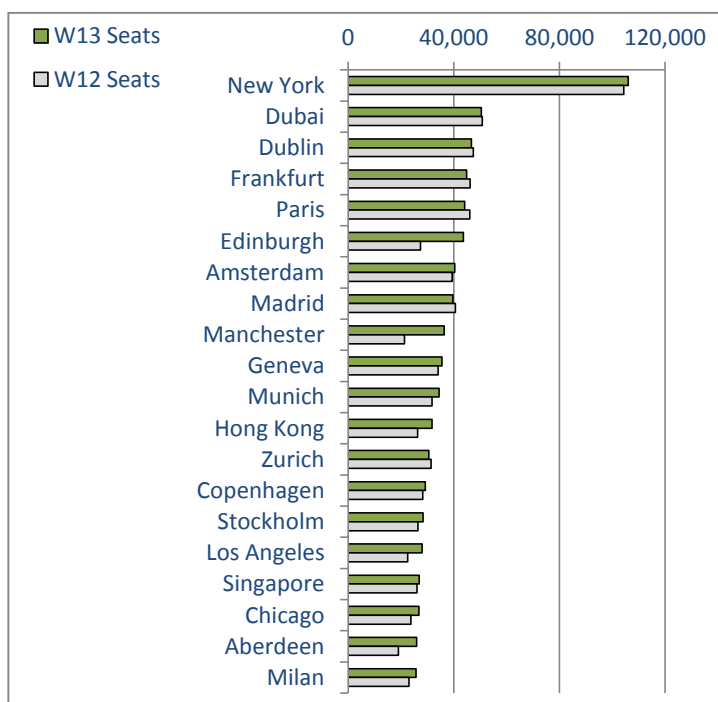 W13 Seats
W12 Seats
0 40,000 80,000 120,000
New York
Dubai
Dublin
Frankfurt
Paris
Edinburgh
Amsterdam
Madrid
Manchester
Geneva
Munich
Hong Kong
Zurich
Copenhagen
Stockholm
Los Angeles
Singapore
Chicago
Aberdeen
Milan